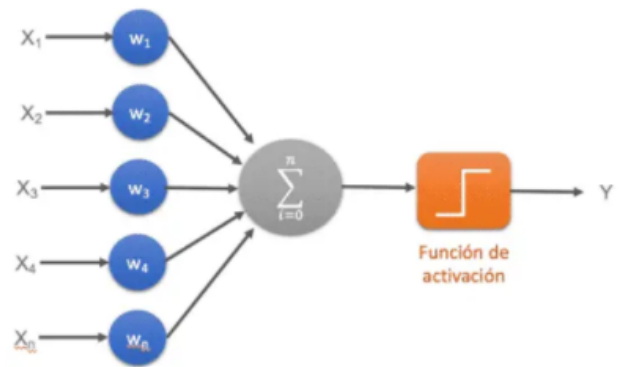 X₁ w₁
X₂ w₂
X₃ w₃
X₄ w₄
Xₙ wₙ
n
∑
i=0
Y
Función de
activación